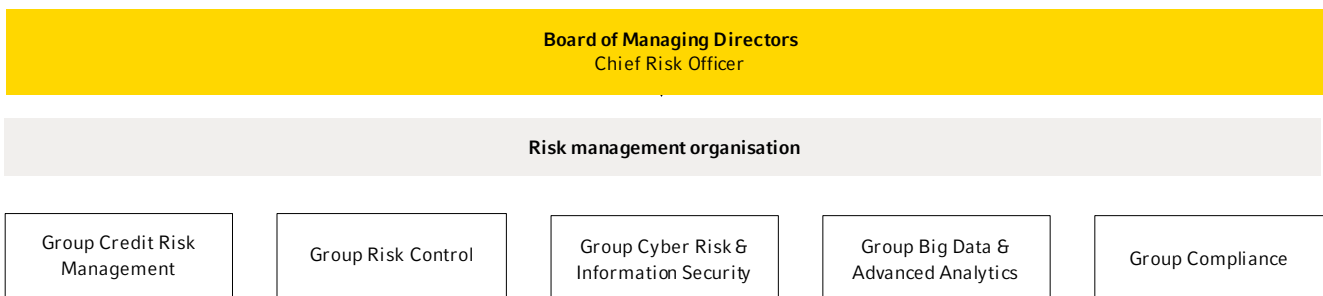 Board of Managing Directors
Chief Risk Officer
Risk management organisation
Group Credit Risk
Management
Group Risk Control
Group Cyber Risk &
Information Security
Group Big Data &
Advanced Analytics
Group Compliance